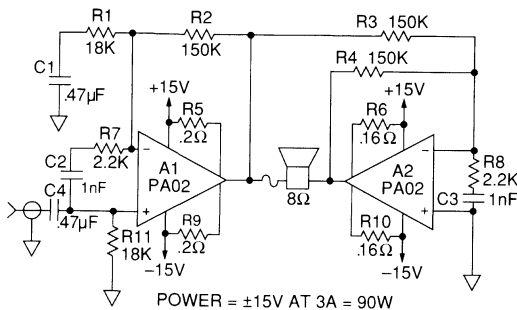 R1
18K
R2
150K
R3 150K
R4 150K
C1
.47µF
+15V
+15V
R5
.2Ω
R6
.16Ω
R7
2.2K
C2
1nF
C4
.47µF
A1
PA02
A2
PA02
R8
2.2K
C3
1nF
8Ω
R11
18K
R9
.2Ω
R10
.16Ω
−15V
−15V
−
+
−
+
POWER = ±15V AT 3A = 90W